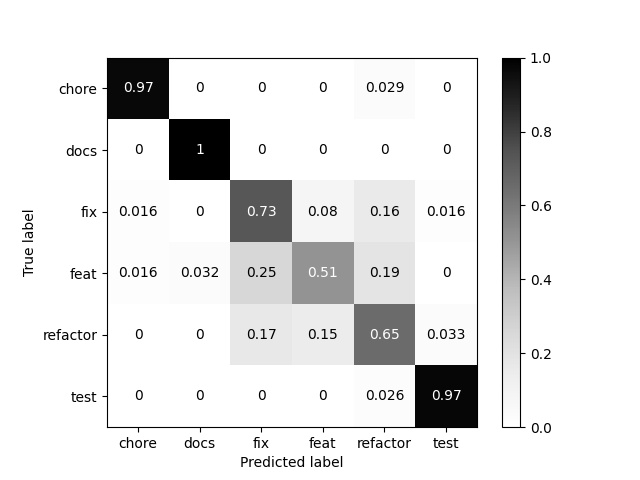 chore 0.97 0 0 0 0.029 0
docs 0 1 0 0 0 0
fix 0.016 0 0.73 0.08 0.16 0.016
feat 0.016 0.032 0.25 0.51 0.19 0
refactor 0 0 0.17 0.15 0.65 0.033
test 0 0 0 0 0.026 0.97
chore docs fix feat refactor test
Predicted label
True label
1.0
0.8
0.6
0.4
0.2
0.0